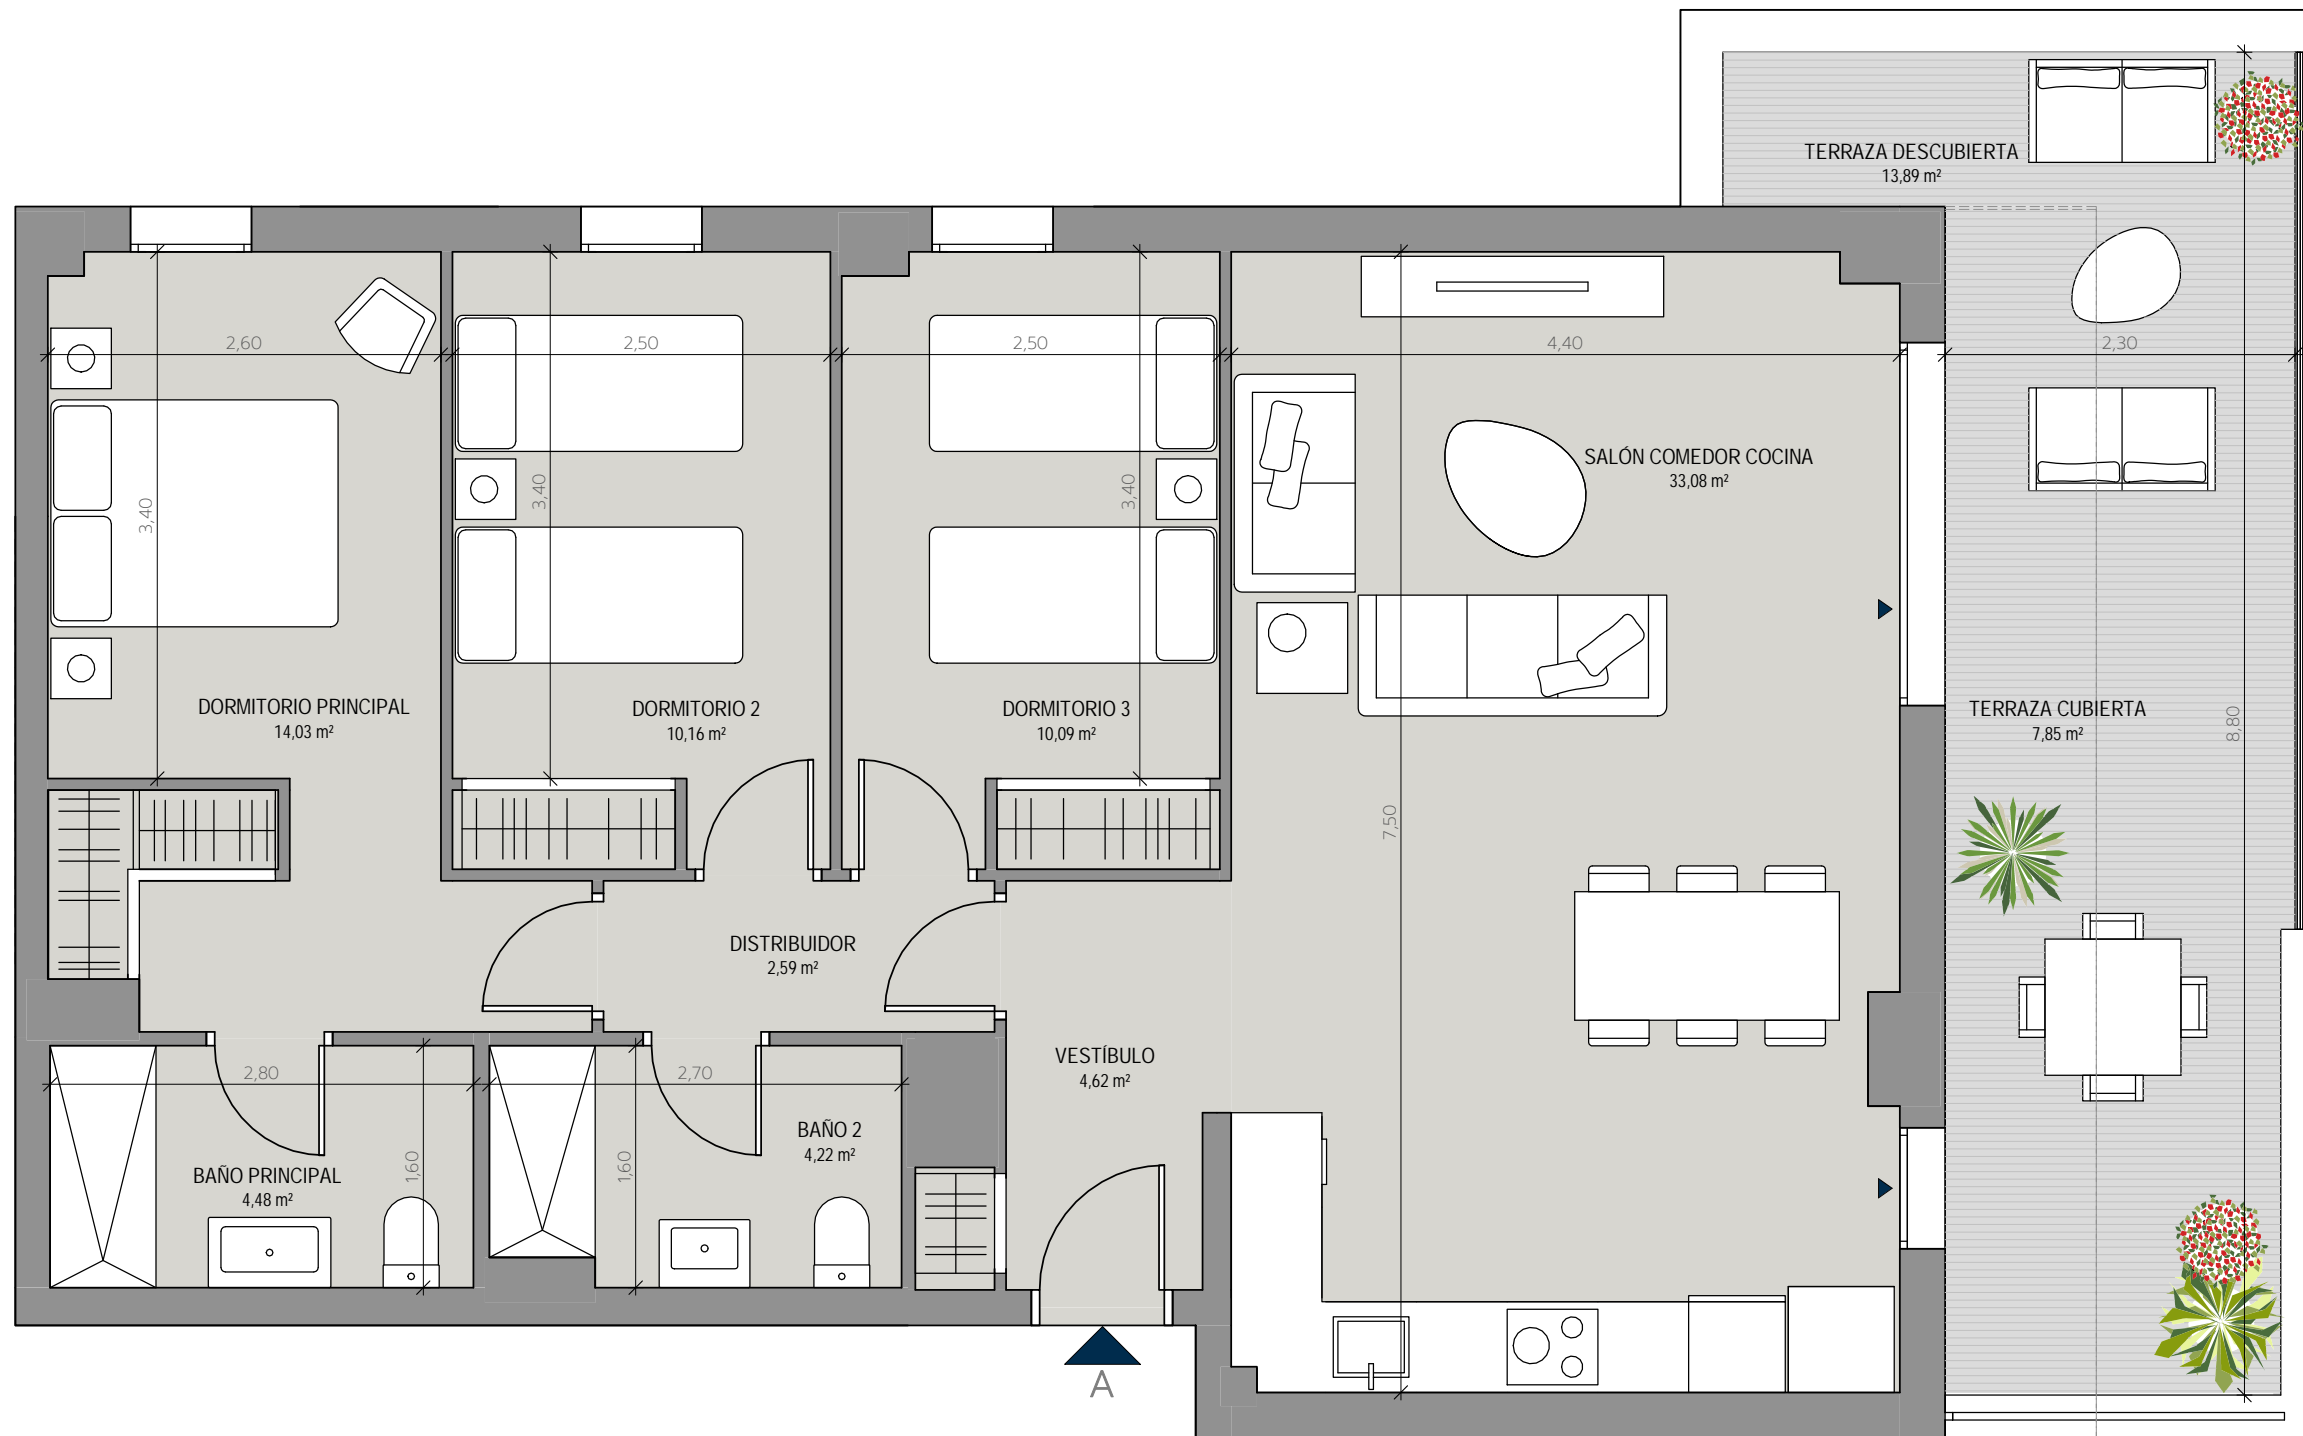 TERRAZA DESCUBIERTA
13,89 m²
2,60
2,50
2,50
4,40
2,30
3,40
3,40
3,40
SALÓN COMEDOR COCINA
33,08 m²
DORMITORIO PRINCIPAL
14,03 m²
DORMITORIO 2
10,16 m²
DORMITORIO 3
10,09 m²
TERRAZA CUBIERTA
7,85 m²
8,80
7,50
DISTRIBUIDOR
2,59 m²
VESTÍBULO
4,62 m²
2,80
2,70
BAÑO 2
4,22 m²
BAÑO PRINCIPAL
4,48 m²
1,60
1,60
A